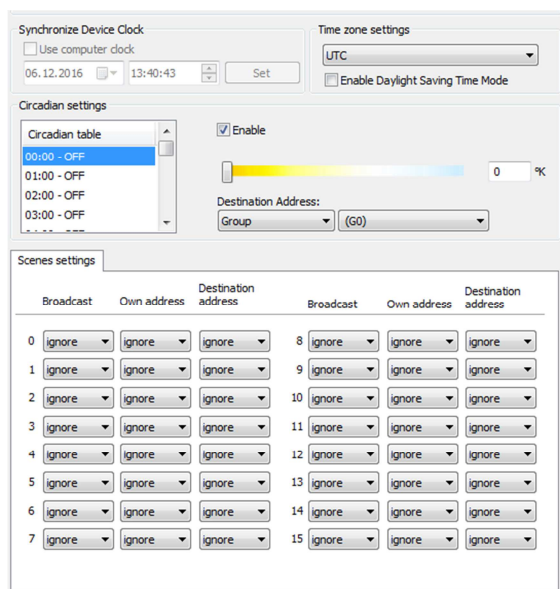 Synchronize Device Clock
Use computer clock
06.12.2016 13:40:43 Set
Time zone settings
UTC
Enable Daylight Saving Time Mode
Circadian settings
Circadian table
00:00 - OFF
01:00 - OFF
02:00 - OFF
03:00 - OFF
Enable
0 °K
Destination Address:
Group (G0)
Scenes settings
Broadcast Own address Destination address Broadcast Own address Destination address
0 ignore ignore ignore 8 ignore ignore ignore
1 ignore ignore ignore 9 ignore ignore ignore
2 ignore ignore ignore 10 ignore ignore ignore
3 ignore ignore ignore 11 ignore ignore ignore
4 ignore ignore ignore 12 ignore ignore ignore
5 ignore ignore ignore 13 ignore ignore ignore
6 ignore ignore ignore 14 ignore ignore ignore
7 ignore ignore ignore 15 ignore ignore ignore